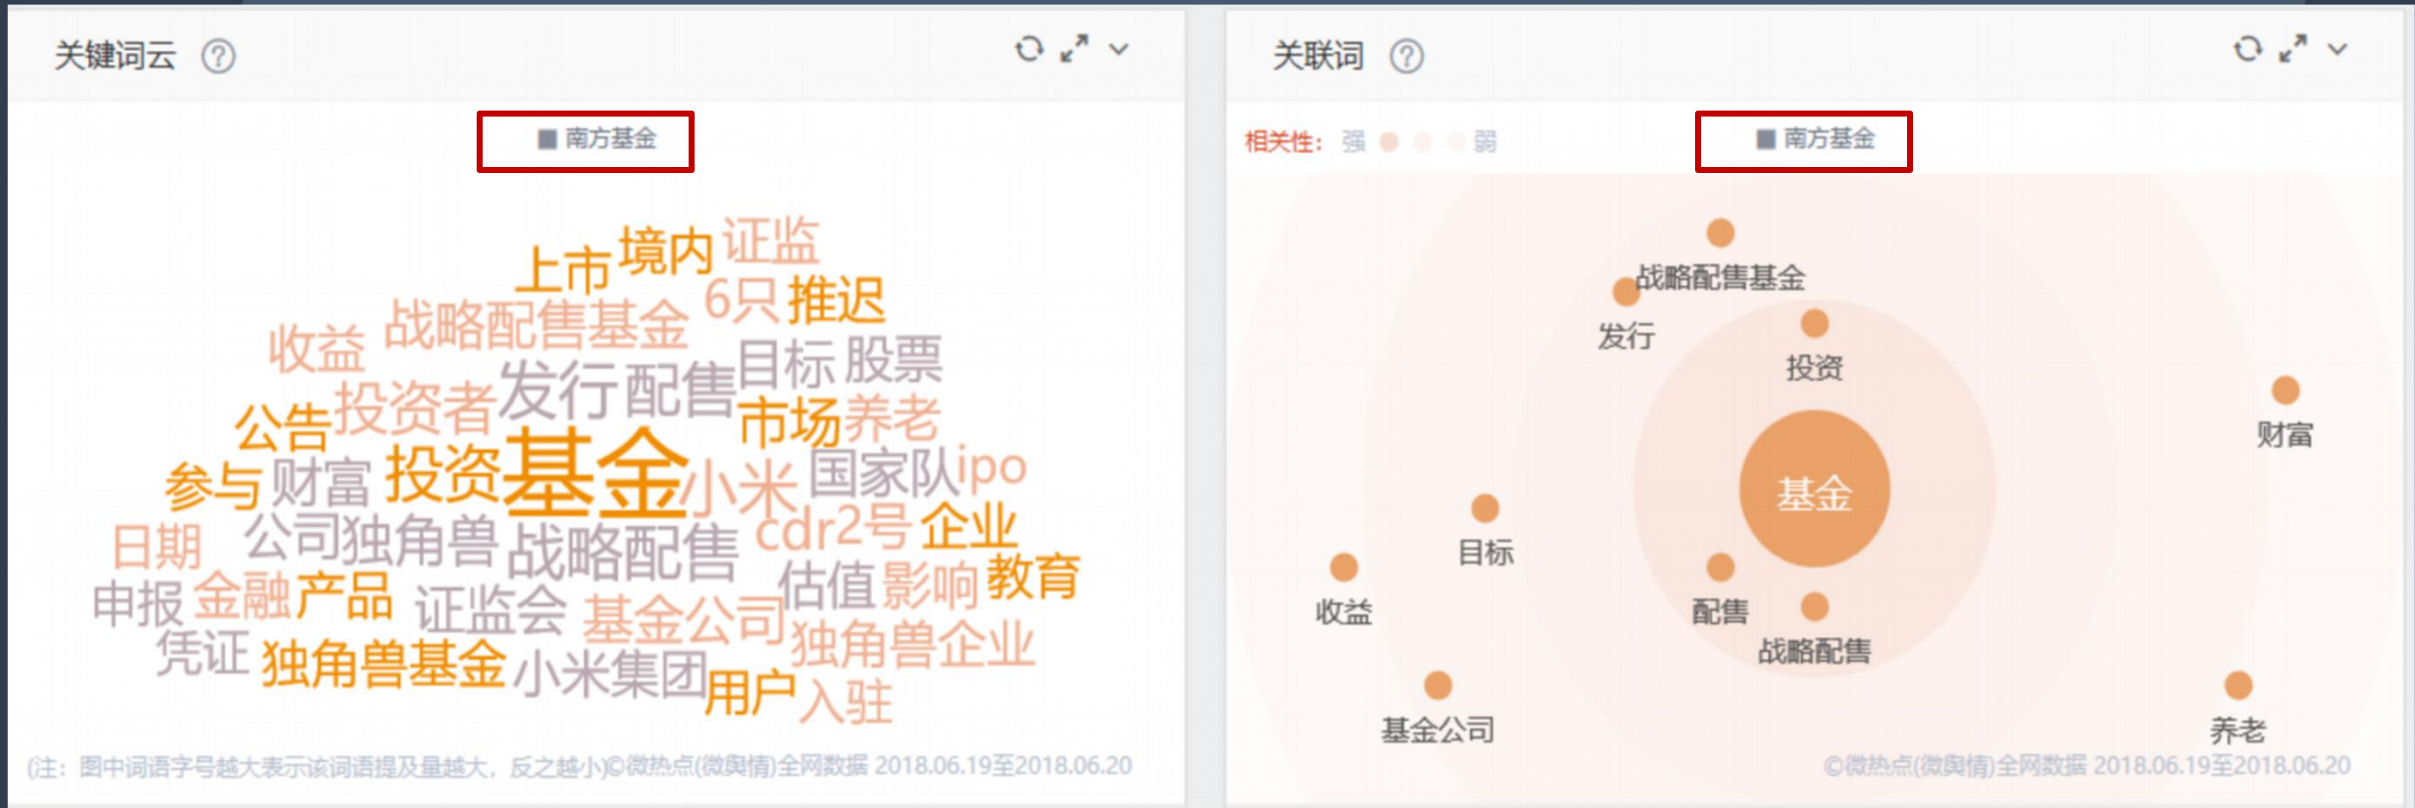 关键词云 ?
南方基金
上市 境内 证监
战略配售基金 6只 推迟
收益 发行 配售 目标 股票
公告 投资者 市场 养老
参与 财富 投资 基金 小米 国家队 ipo
日期 公司 独角兽 战略配售 cdr2号 企业
申报 金融 产品 证监会 基金公司 估值 影响 教育
凭证 独角兽基金 小米集团 用户 独角兽企业
入驻
(注：图中词语字号越大表示该词语提及量越大，反之越小)©微热点(微舆情)全网数据 2018.06.19至2018.06.20
关联词 ?
相关性： 强 弱
南方基金
战略配售基金
发行
投资
财富
基金
目标
收益
配售
战略配售
基金公司
养老
©微热点(微舆情)全网数据 2018.06.19至2018.06.20